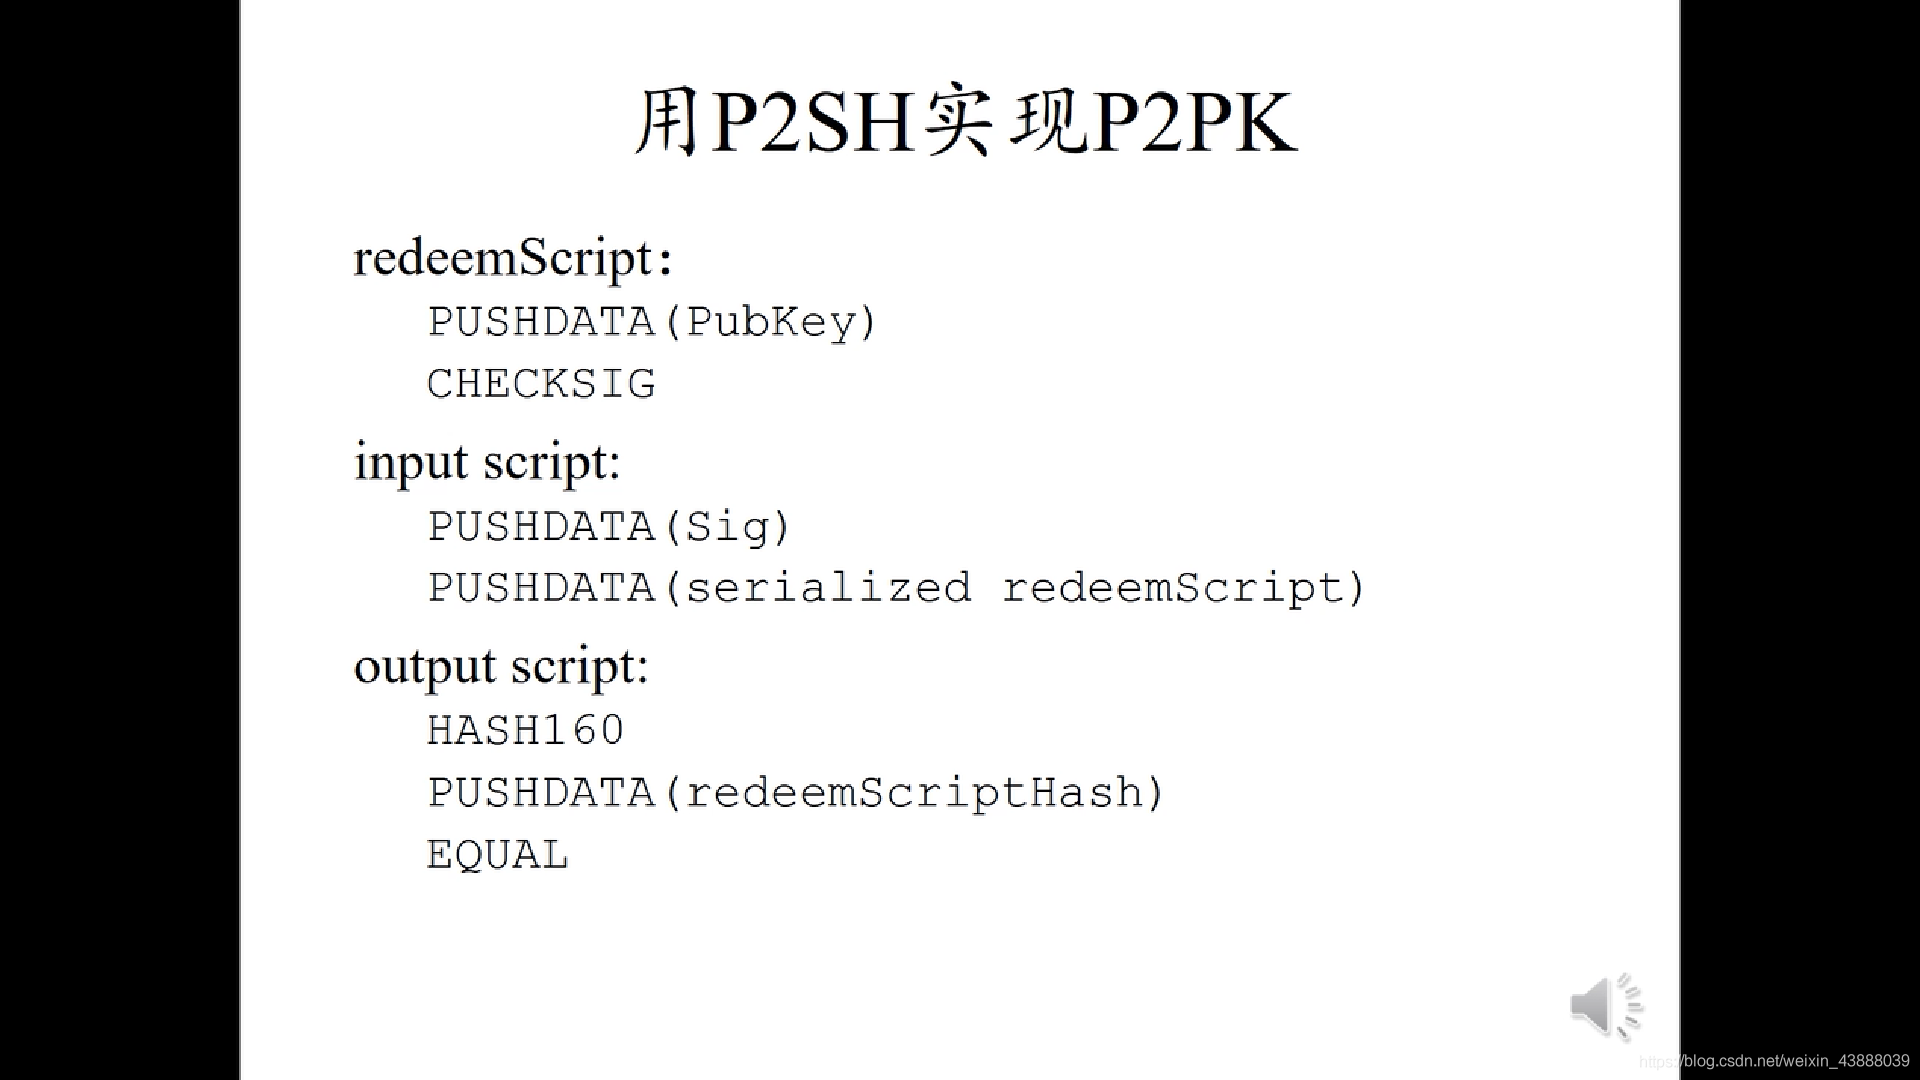 用P2SH实现P2PK
redeemScript:
PUSHDATA(PubKey)
CHECKSIG
input script:
PUSHDATA(Sig)
PUSHDATA(serialized redeemScript)
output script:
HASH160
PUSHDATA(redeemScriptHash)
EQUAL
https://blog.csdn.net/weixin_43888039